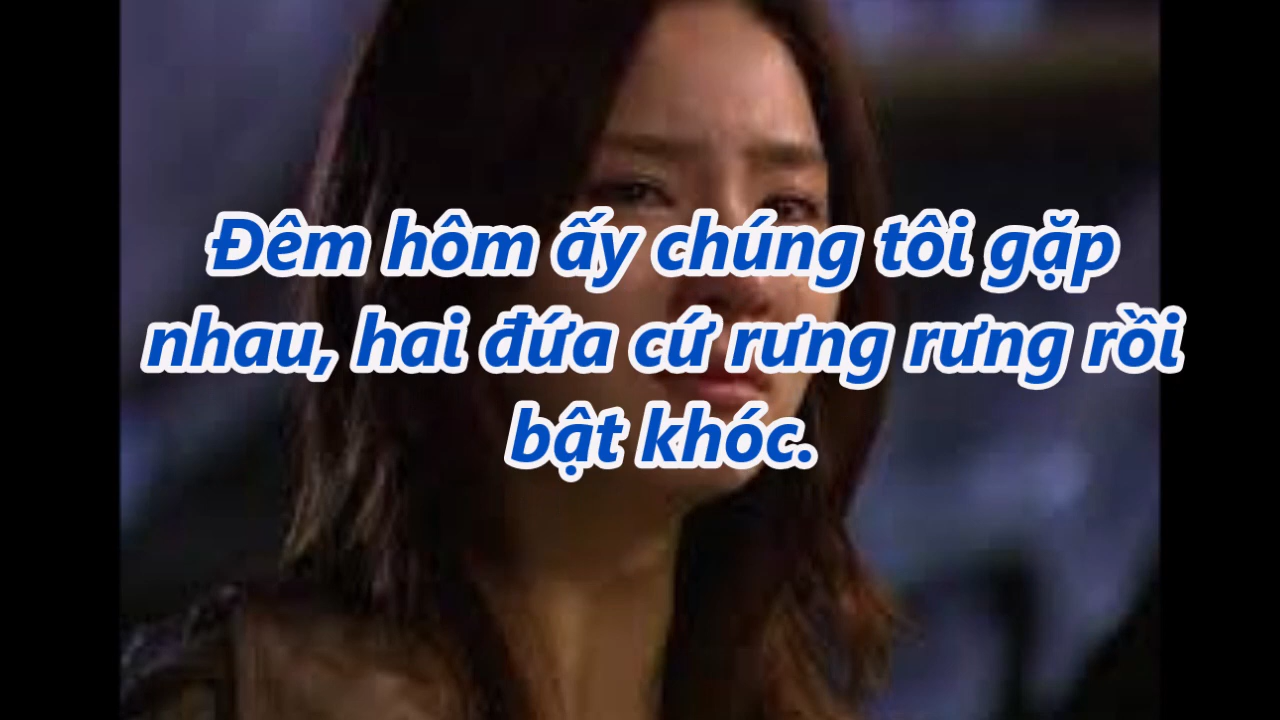 Đêm hôm ấy chúng tôi gặp
nhau, hai đứa cứ rưng rưng rồi
bật khóc.